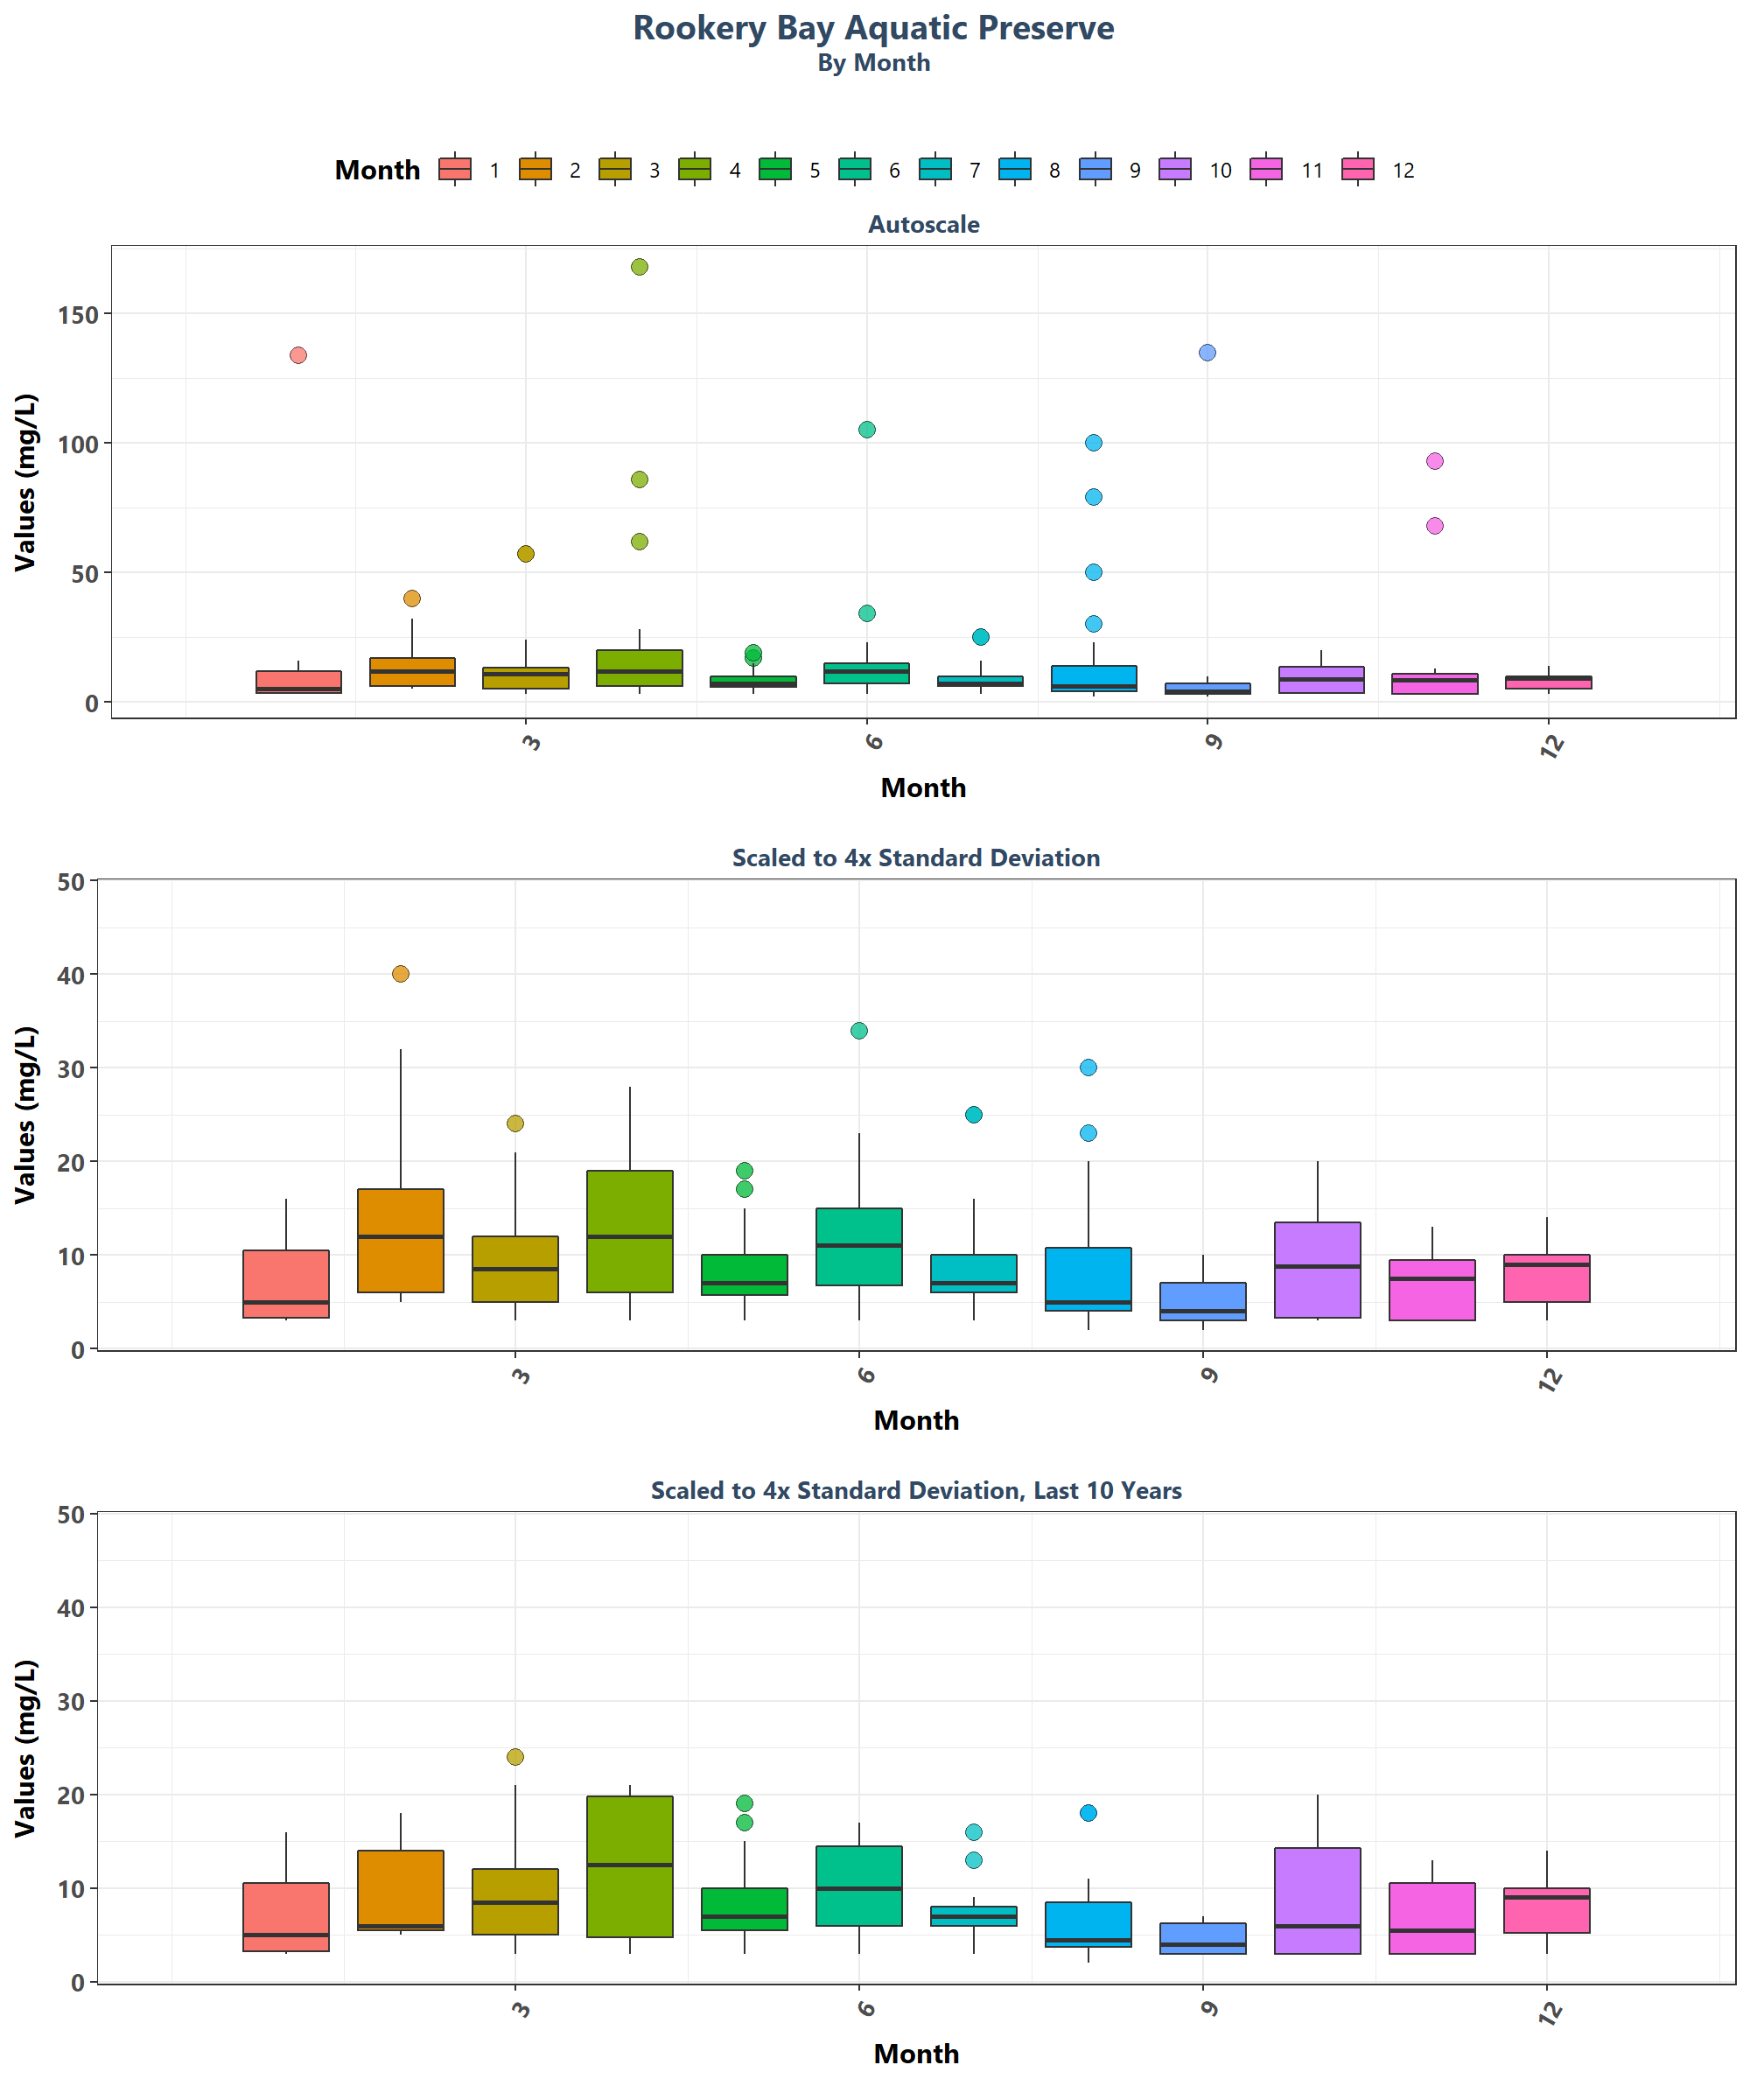 Rookery Bay Aquatic Preserve
By Month
Month 1 2 3 4 5 6 7 8 9 10 11 12
Autoscale
Values (mg/L)
150
100
50
0
3 6 9 12
Month
Scaled to 4x Standard Deviation
Values (mg/L)
50
40
30
20
10
0
3 6 9 12
Month
Scaled to 4x Standard Deviation, Last 10 Years
Values (mg/L)
50
40
30
20
10
0
3 6 9 12
Month